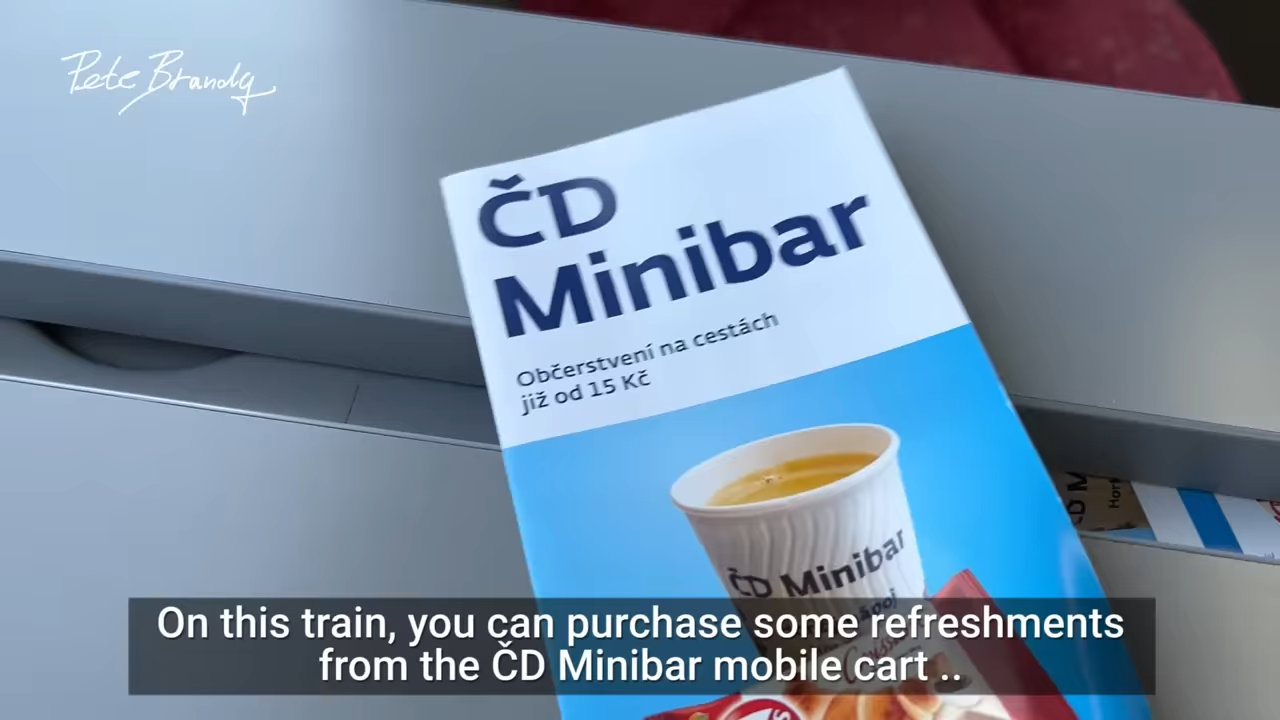 Pete Brandy
ČD
Minibar
Občerstvení na cestách
již od 15 Kč
ČD Minibar
On this train, you can purchase some refreshments
from the ČD Minibar mobile cart ..